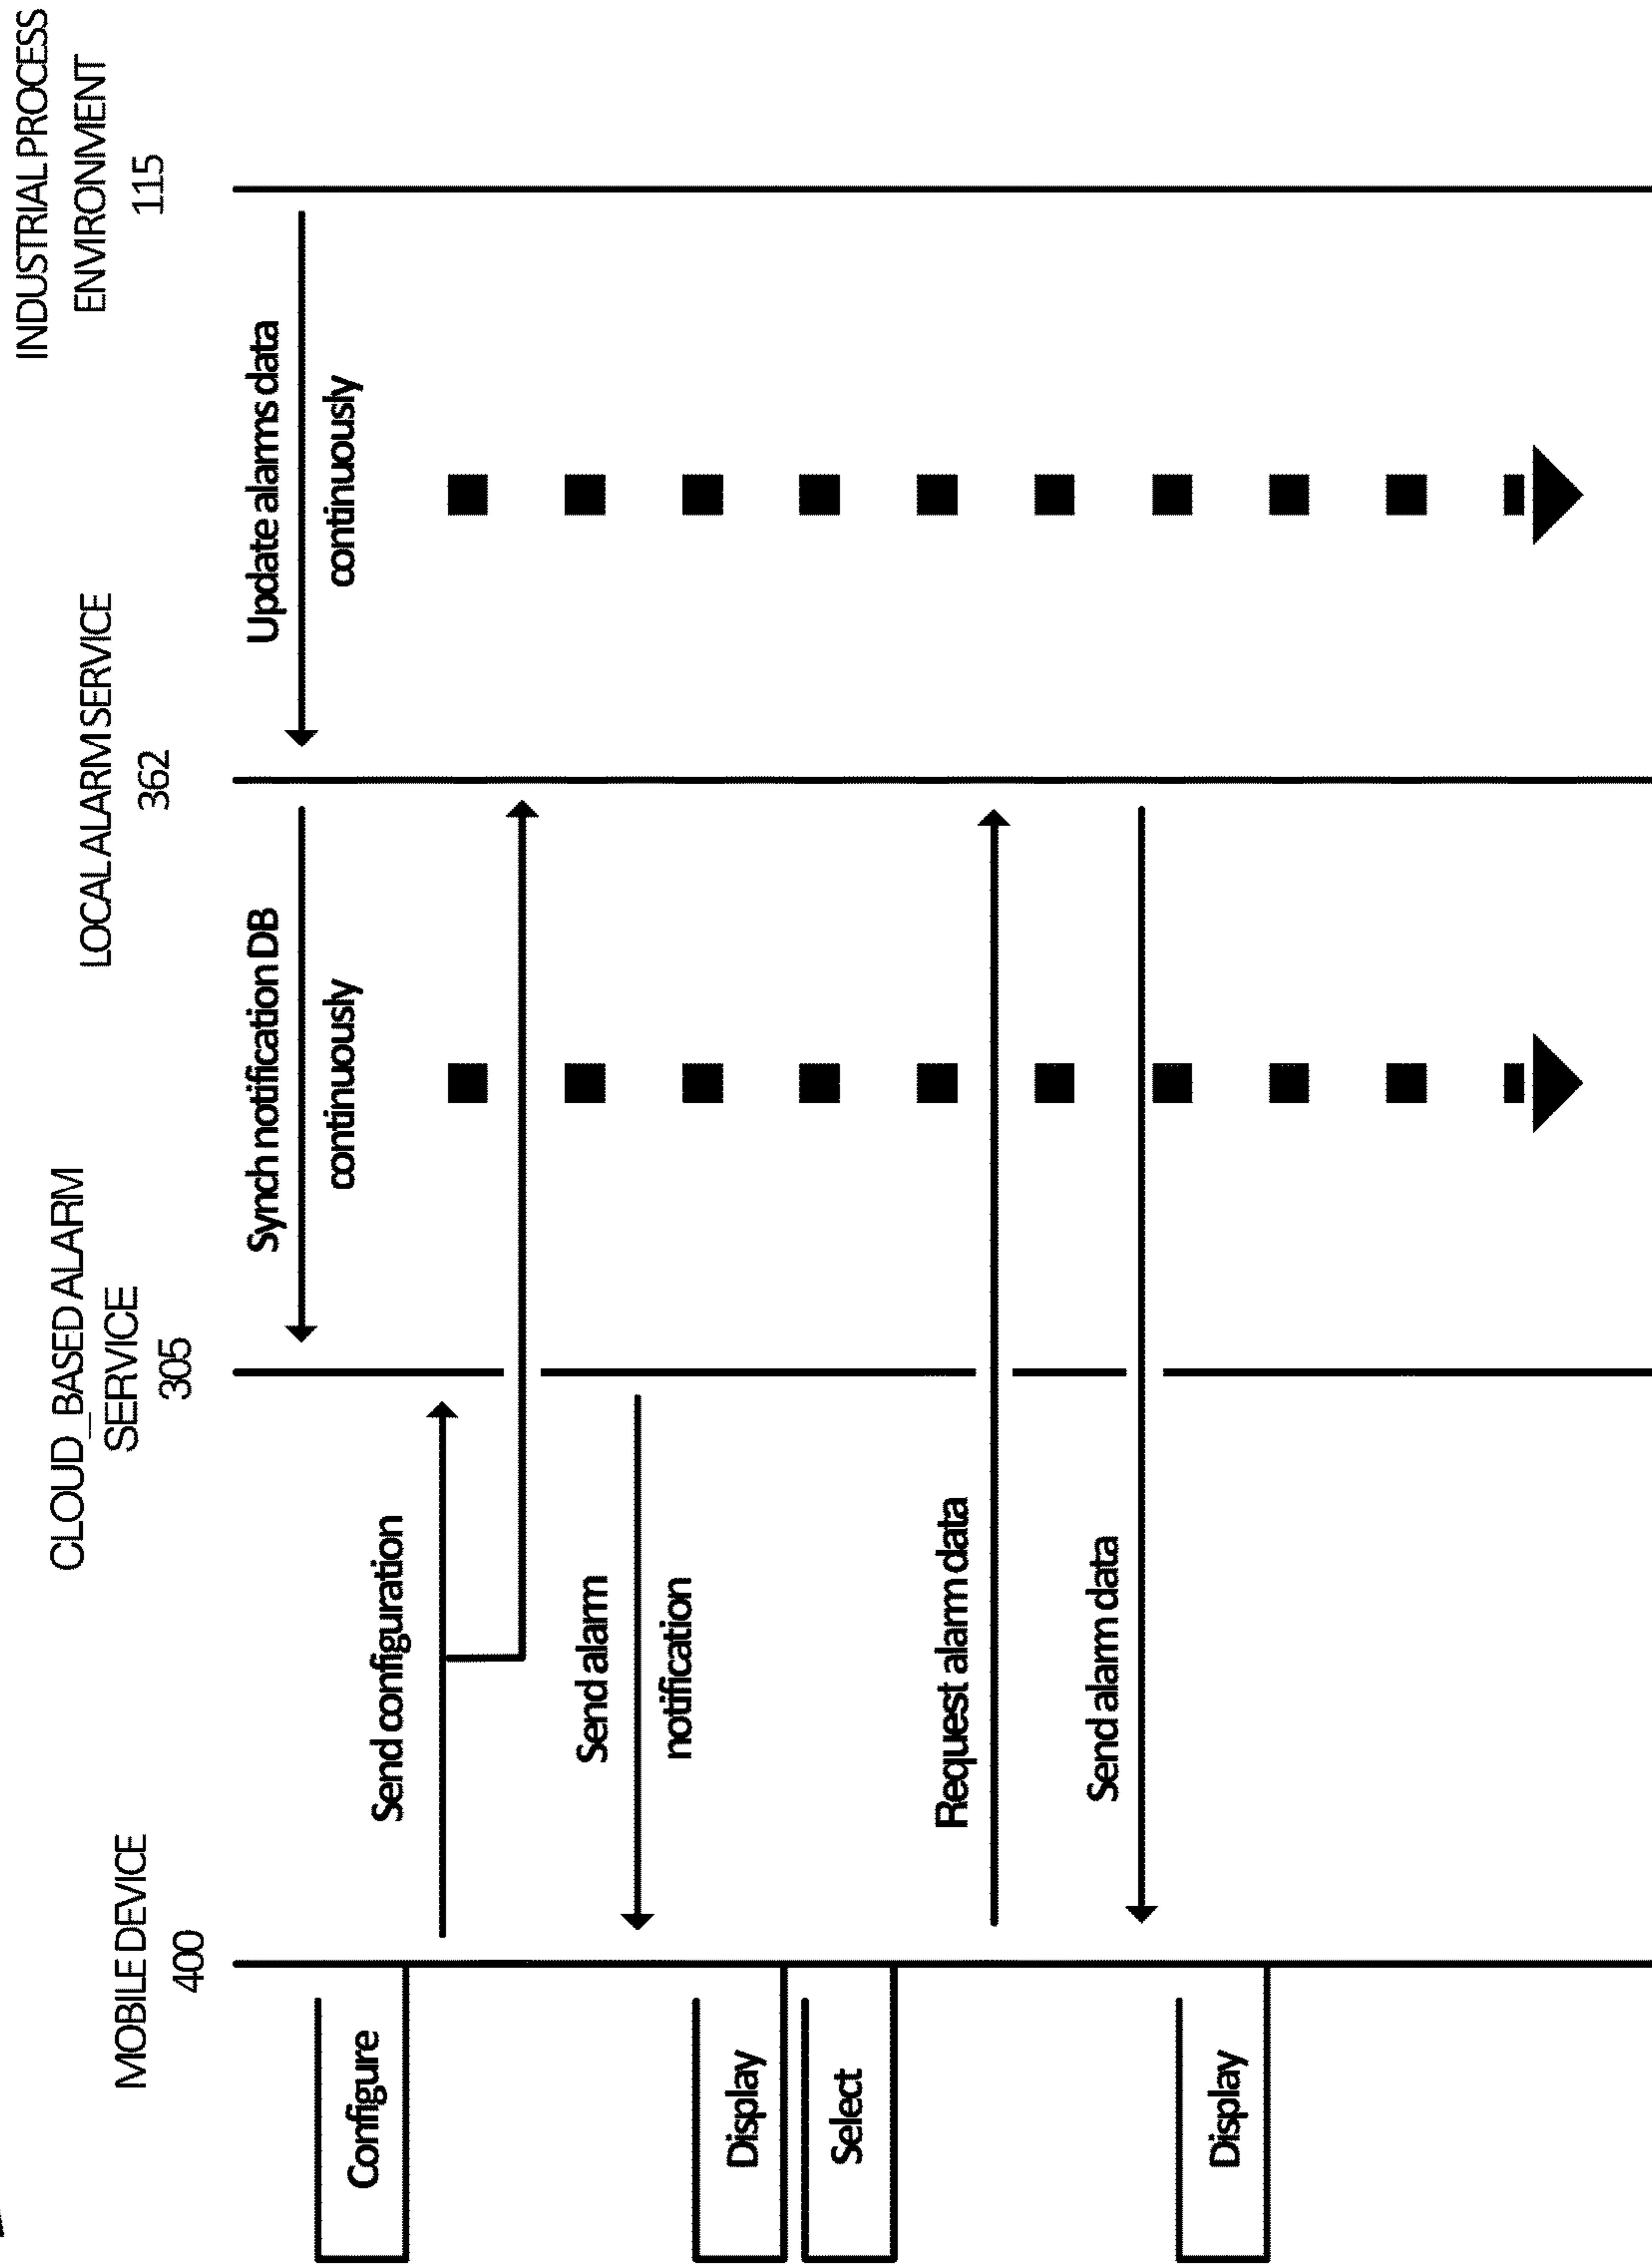 MOBILE DEVICE
400
CLOUD_BASED ALARM
SERVICE
305
LOCAL ALARM SERVICE
362
INDUSTRIAL PROCESS
ENVIRONMENT
115
Synch notification DB
continuously
Update alarms data
continuously
Configure
Send configuration
Send alarm
notification
Display
Select
Request alarm data
Send alarm data
Display